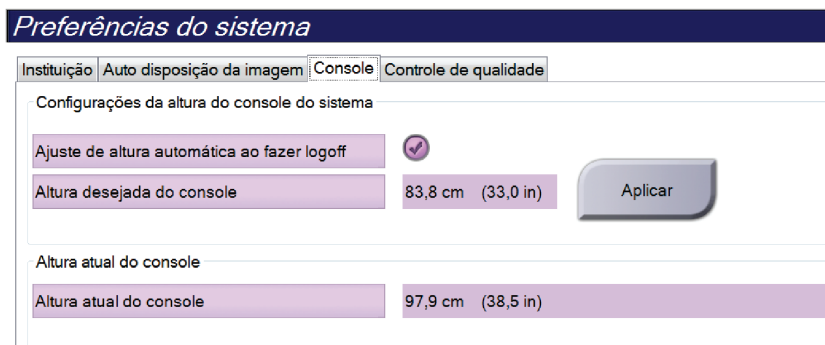 Preferências do sistema
Instituição Auto disposição da imagem Console Controle de qualidade
Configurações da altura do console do sistema
Ajuste de altura automática ao fazer logoff
Altura desejada do console 83,8 cm (33,0 in) Aplicar
Altura atual do console
Altura atual do console 97,9 cm (38,5 in)